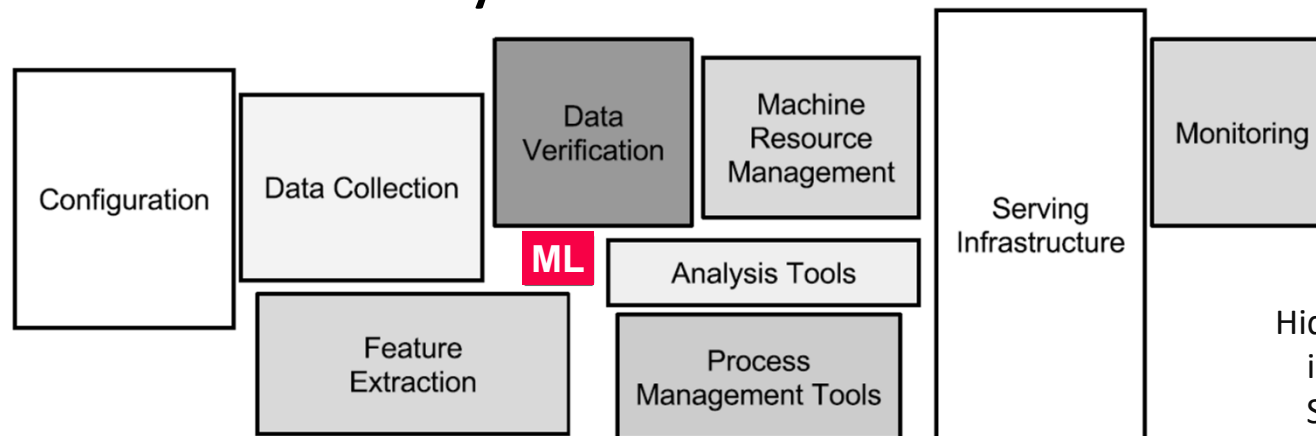 Configuration
Data Collection
Data
Verification
Machine
Resource
Management
Serving
Infrastructure
Monitoring
ML
Analysis Tools
Feature
Extraction
Process
Management Tools